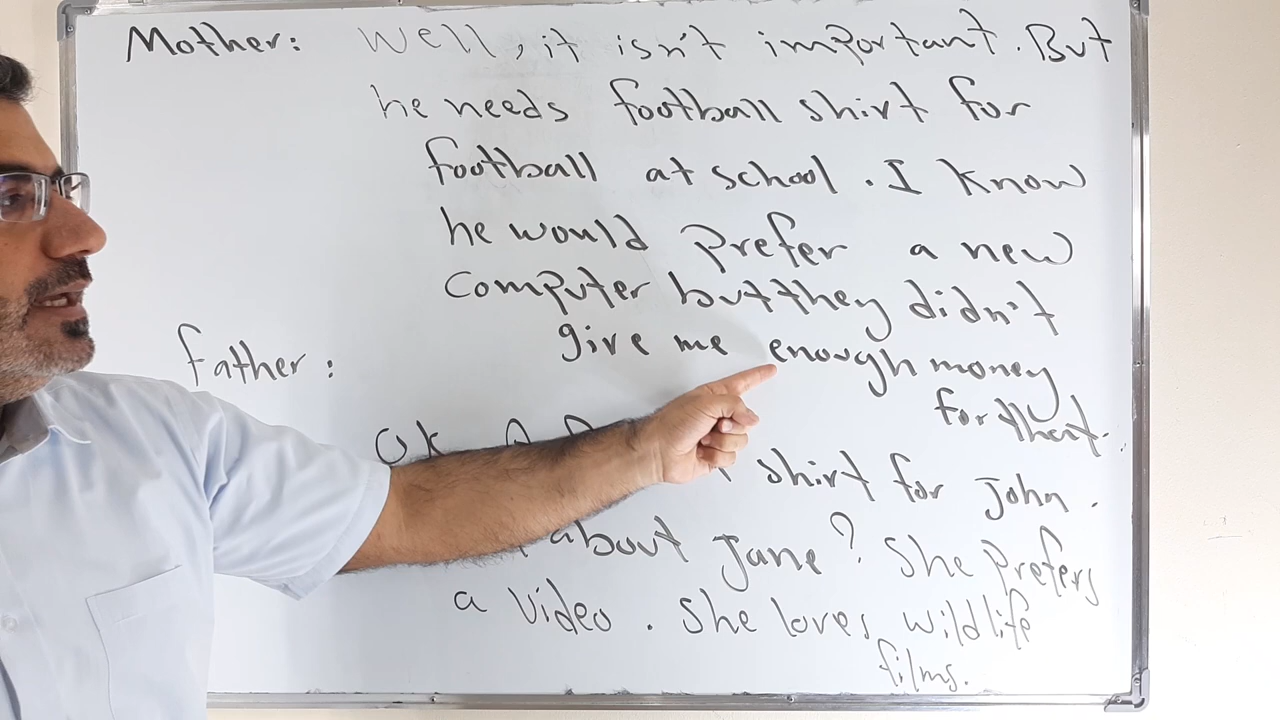 Mother: Well, it isn't important. But
he needs football shirt for
football at school. I know
he would prefer a new
computer but they didn't
give me enough money
for that.
father:
OK. A shirt for John.
about Jane? She prefers
a video. She loves wildlife
films.